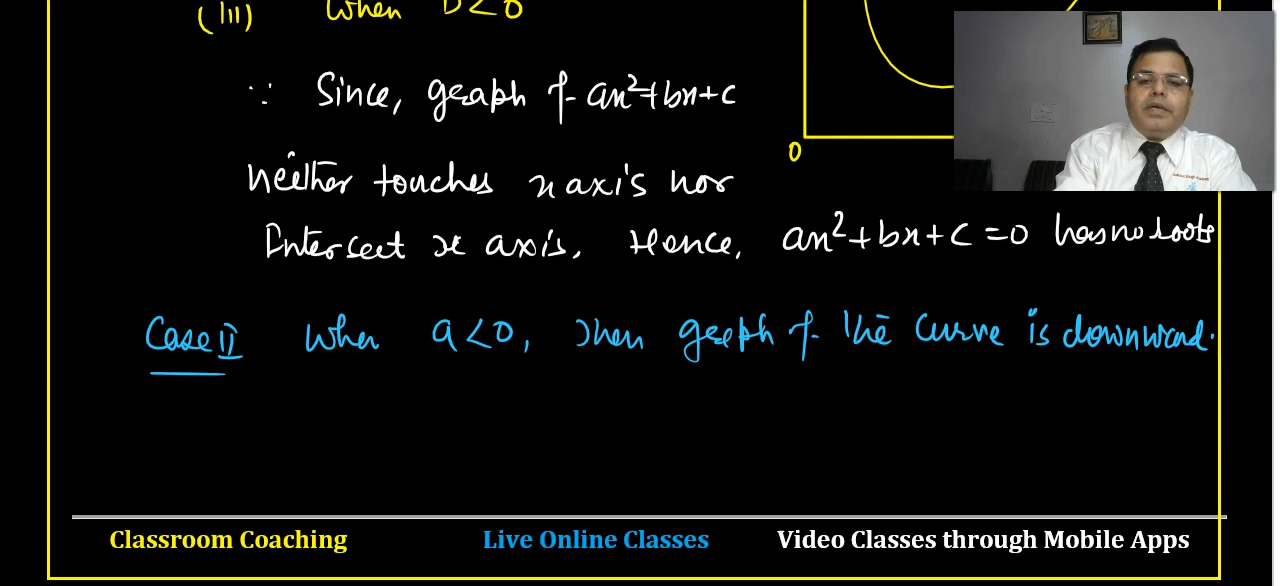 (iii) When D<0
∵ Since, graph of ax²+bx+c
neither touches x axis nor
Intersect x axis. Hence, ax²+bx+c=0 has no roots
0
Case II When a<0, then graph of the curve is downward.
Classroom Coaching Live Online Classes Video Classes through Mobile Apps